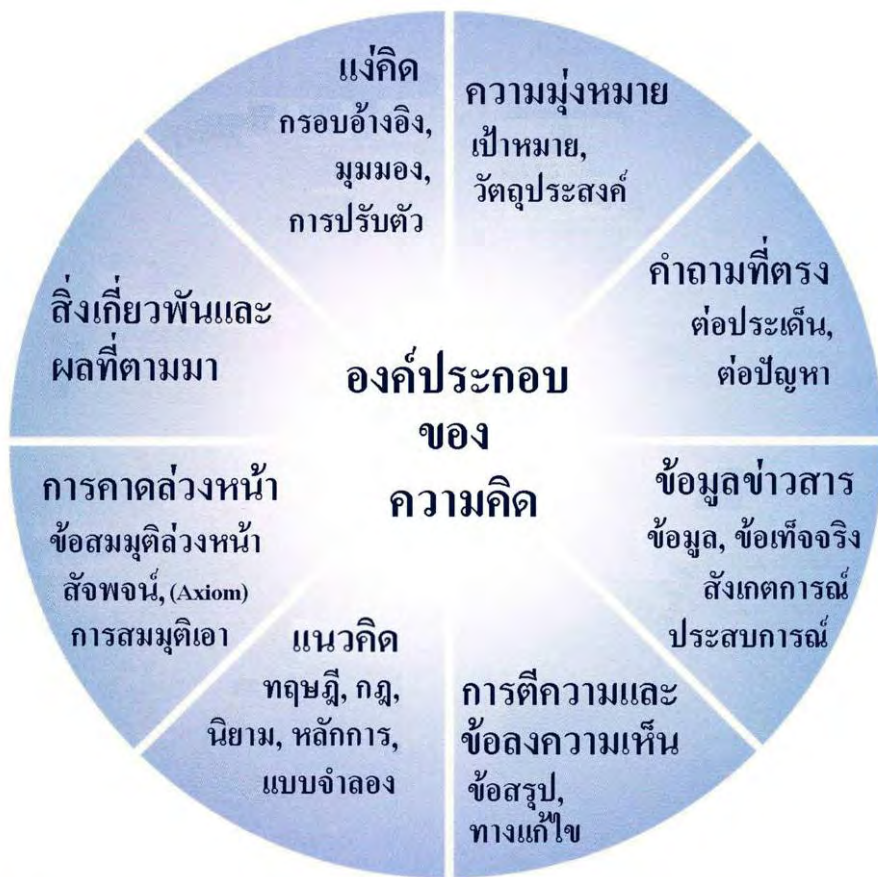 แง่คิด
กรอบอ้างอิง,
มุมมอง,
การปรับตัว
ความมุ่งหมาย
เป้าหมาย,
วัตถุประสงค์
คำถามที่ตรง
ต่อประเด็น,
ต่อปัญหา
ข้อมูลข่าวสาร
ข้อมูล, ข้อเท็จจริง
สังเกตการณ์
ประสบการณ์
การตีความและ
ข้อลงความเห็น
ข้อสรุป,
ทางแก้ไข
แนวคิด
ทฤษฎี, กฎ,
นิยาม, หลักการ,
แบบจำลอง
การคาดล่วงหน้า
ข้อสมมุติล่วงหน้า
สัจพจน์, (Axiom)
การสมมุติเอา
สิ่งเกี่ยวพันและ
ผลที่ตามมา
องค์ประกอบ
ของ
ความคิด